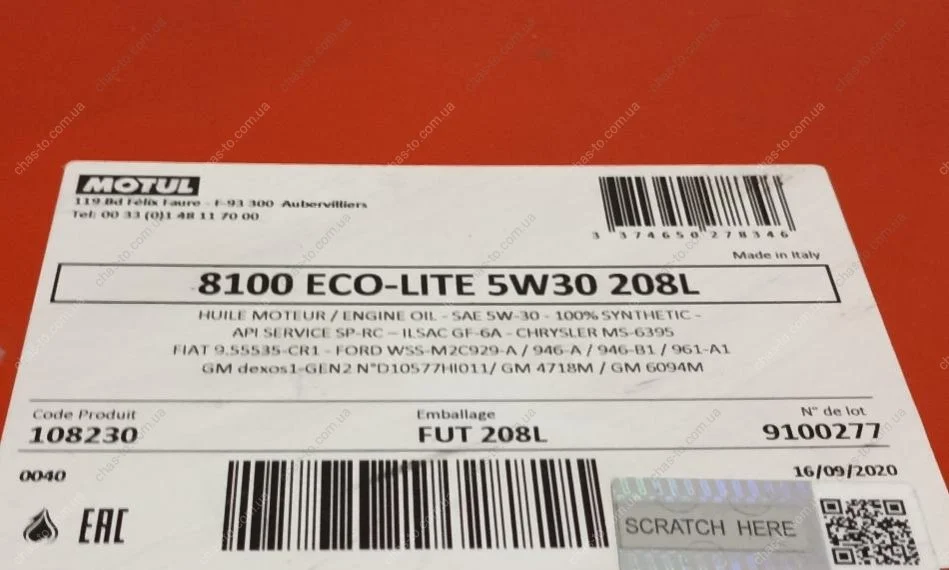 MOTUL
119 Bd Félix Faure - F-93 300 Aubervilliers
Tel: 00 33 (0)1 48 11 70 00
3 374650 278346
Made in Italy
8100 ECO-LITE 5W30 208L
HUILE MOTEUR / ENGINE OIL - SAE 5W-30 - 100% SYNTHETIC -
API SERVICE SP-RC – ILSAC GF-6A - CHRYSLER MS-6395
FIAT 9.55535-CR1 - FORD WSS-M2C929-A / 946-A / 946-B1 / 961-A1
GM dexos1-GEN2 N°D10577HI011/ GM 4718M / GM 6094M
Code Produit
108230
Emballage
FUT 208L
N° de lot
9100277
0040
16/09/2020
EAC
SCRATCH HERE
chas-to.com.ua